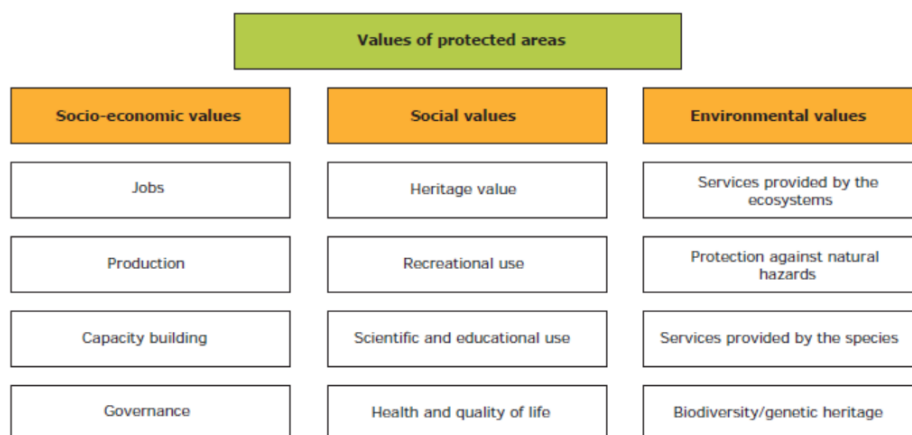 Values of protected areas
Socio-economic values
Social values
Environmental values
Jobs
Heritage value
Services provided by the
ecosystems
Production
Recreational use
Protection against natural
hazards
Capacity building
Scientific and educational use
Services provided by the species
Governance
Health and quality of life
Biodiversity/genetic heritage